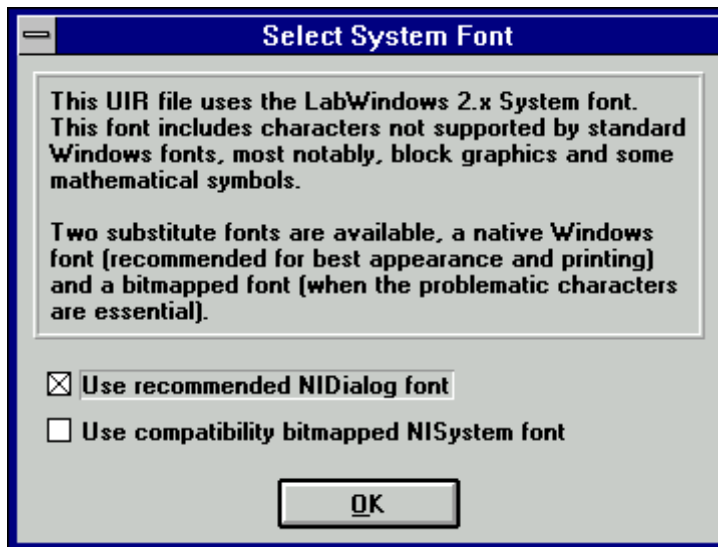 Select System Font
This UIR file uses the LabWindows 2.x System font.
This font includes characters not supported by standard
Windows fonts, most notably, block graphics and some
mathematical symbols.
Two substitute fonts are available, a native Windows
font (recommended for best appearance and printing)
and a bitmapped font (when the problematic characters
are essential).
Use recommended NIDialog font
Use compatibility bitmapped NISystem font
OK